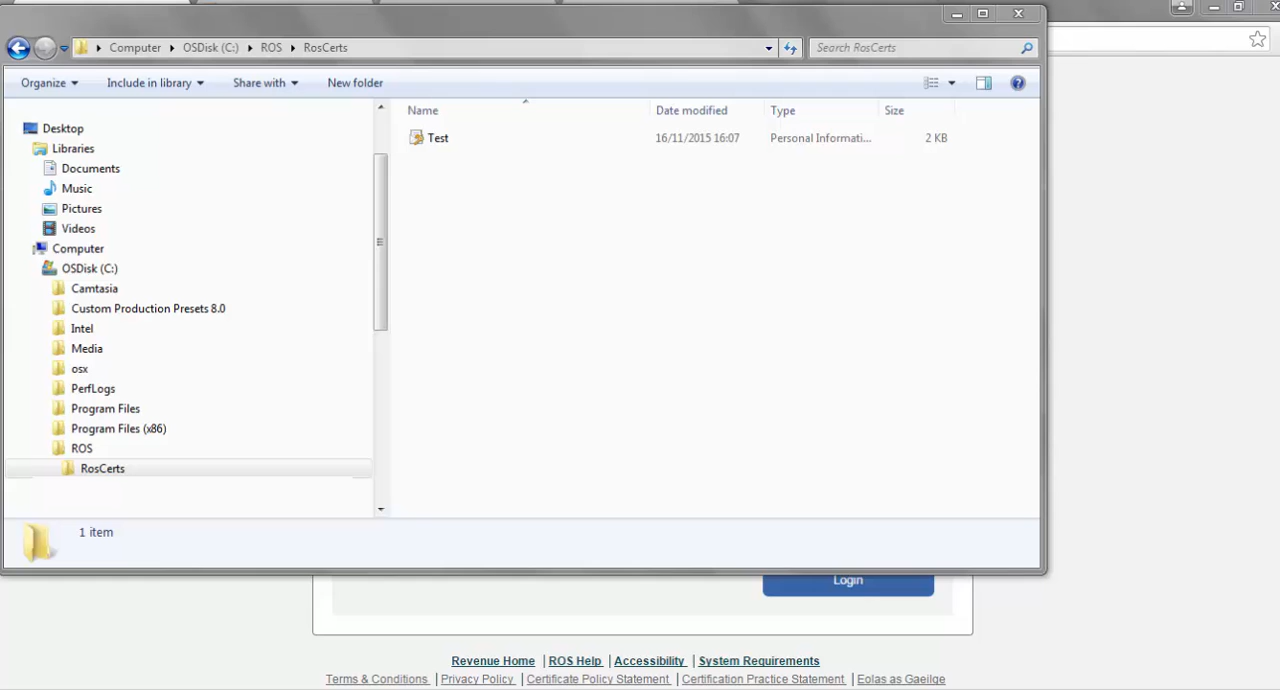 Computer OSDisk (C:) ROS RosCerts Search RosCerts
Organize Include in library Share with New folder
Name Date modified Type Size
Test 16/11/2015 16:07 Personal Informati... 2 KB
Desktop
Libraries
Documents
Music
Pictures
Videos
Computer
OSDisk (C:)
Camtasia
Custom Production Presets 8.0
Intel
Media
osx
PerfLogs
Program Files
Program Files (x86)
ROS
RosCerts
1 item
Login
Revenue Home | ROS Help | Accessibility | System Requirements
Terms & Conditions | Privacy Policy | Certificate Policy Statement | Certification Practice Statement | Eolas as Gaeilge